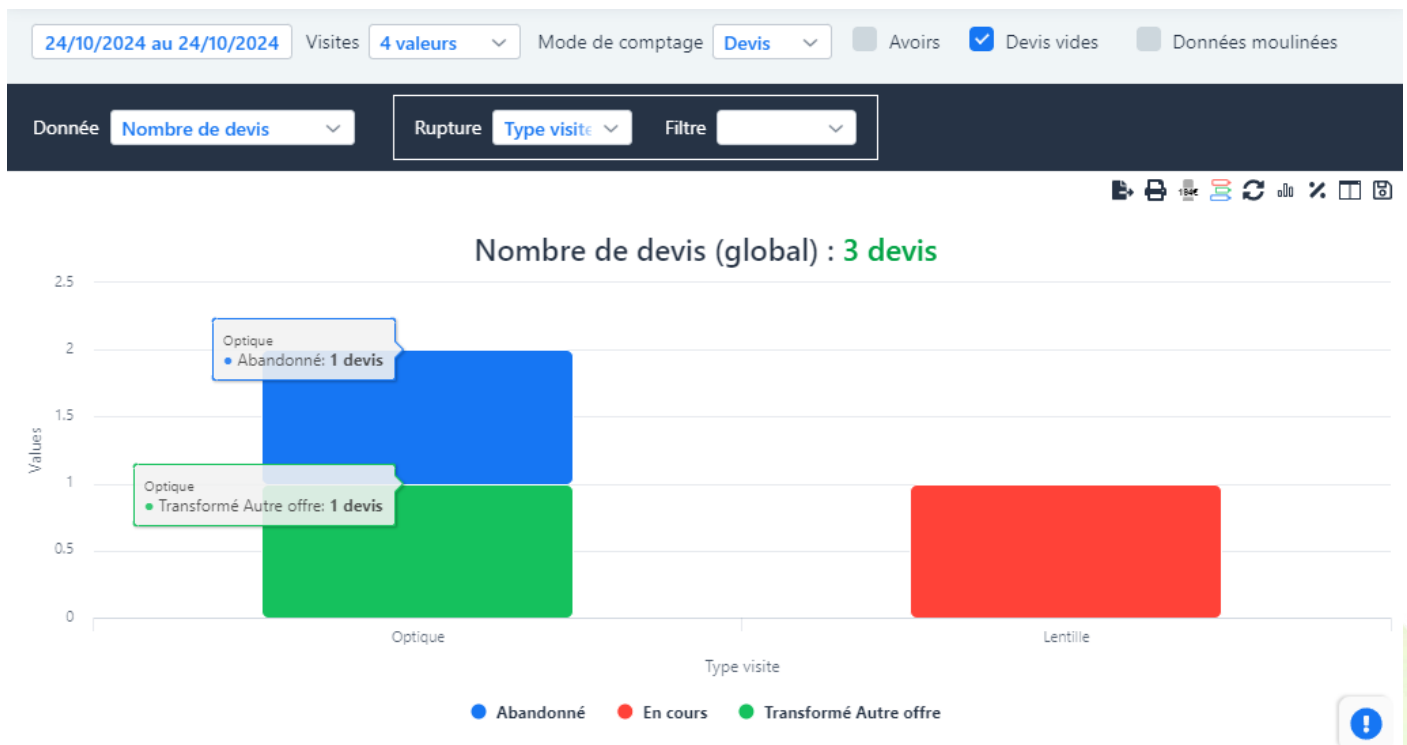 24/10/2024 au 24/10/2024 Visites 4 valeurs Mode de comptage Devis Avoirs Devis vides Données moulinées
Donnée Nombre de devis Rupture Type visite Filtre
Nombre de devis (global) : 3 devis
2.5
2
1.5
1
0.5
0
Values
Optique
Abandonné: 1 devis
Optique
Transformé Autre offre: 1 devis
Optique Lentille
Type visite
Abandonné En cours Transformé Autre offre